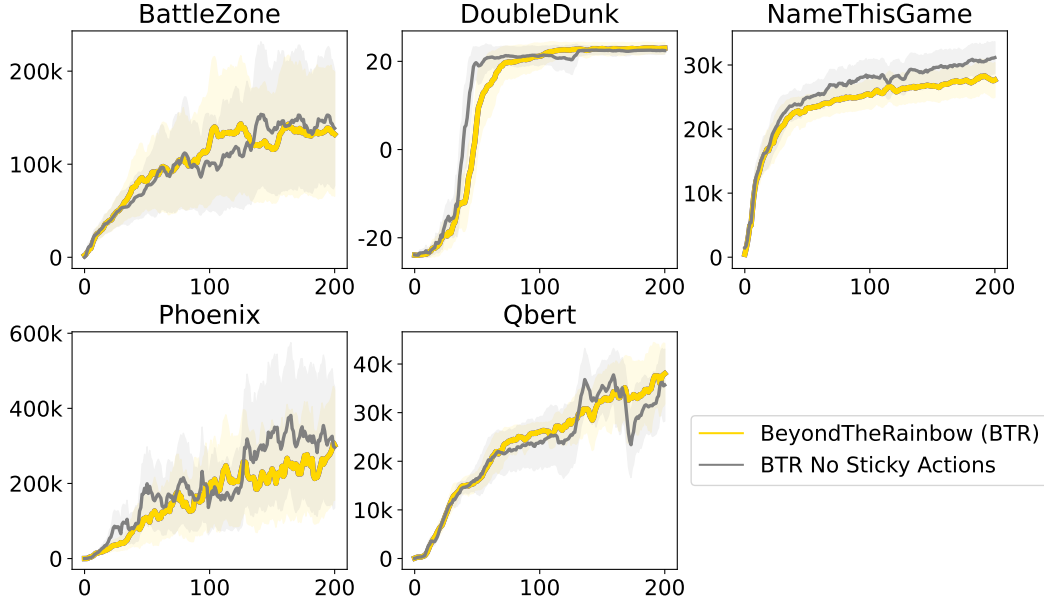 BattleZone
200k
100k
0
0 100 200
DoubleDunk
20
0
-20
0 100 200
NameThisGame
30k
20k
10k
0
0 100 200
Phoenix
600k
400k
200k
0
0 100 200
Qbert
40k
30k
20k
10k
0
0 100 200
BeyondTheRainbow (BTR)
BTR No Sticky Actions